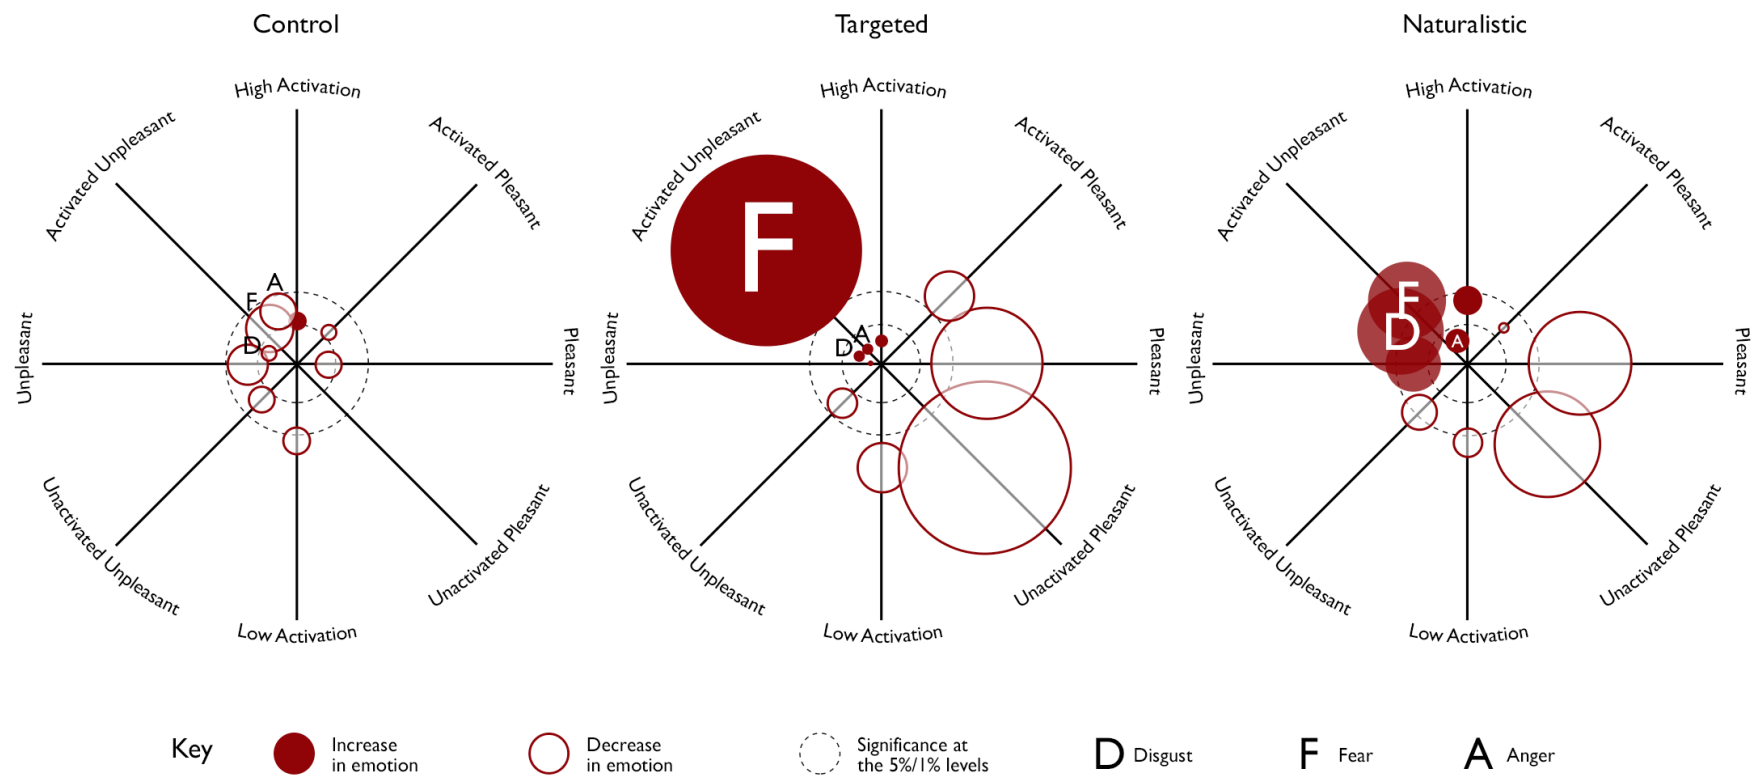 Control
Targeted
Naturalistic
High Activation
High Activation
High Activation
Activated Unpleasant
Activated Pleasant
Activated Unpleasant
Activated Pleasant
Activated Unpleasant
Activated Pleasant
F
A
F
D
A
D
F
D
A
Unpleasant
Pleasant
Unpleasant
Pleasant
Unpleasant
Pleasant
Unactivated Unpleasant
Unactivated Pleasant
Unactivated Unpleasant
Unactivated Pleasant
Unactivated Unpleasant
Unactivated Pleasant
Low Activation
Low Activation
Low Activation
Key
Increase
in emotion
Decrease
in emotion
Significance at
the 5%/1% levels
D Disgust
F Fear
A Anger